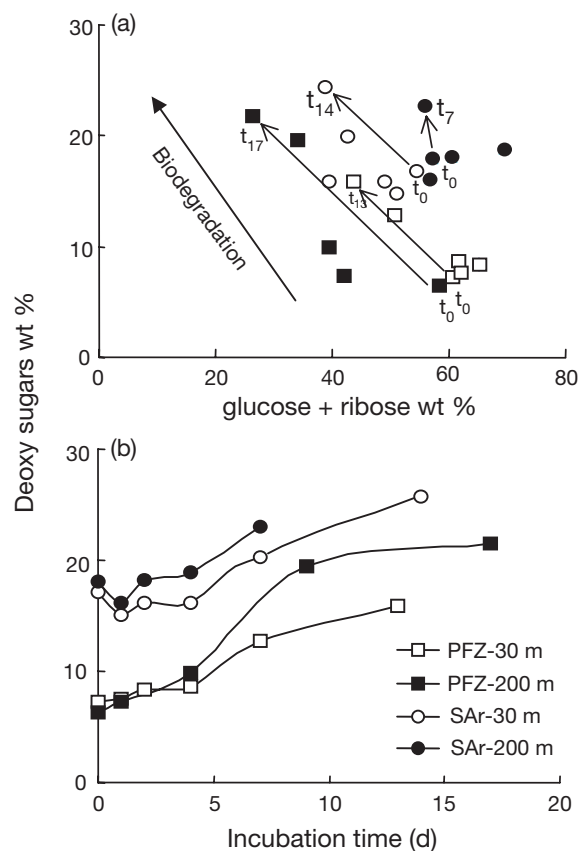 (a)
30
20
10
0
t14
t7
t17
t0
t0
t13
t0
t0
Biodegradation
0
20
40
60
80
glucose + ribose wt %
Deoxy sugars wt %
(b)
30
20
10
0
PFZ-30 m
PFZ-200 m
SAr-30 m
SAr-200 m
0
5
10
15
20
Incubation time (d)